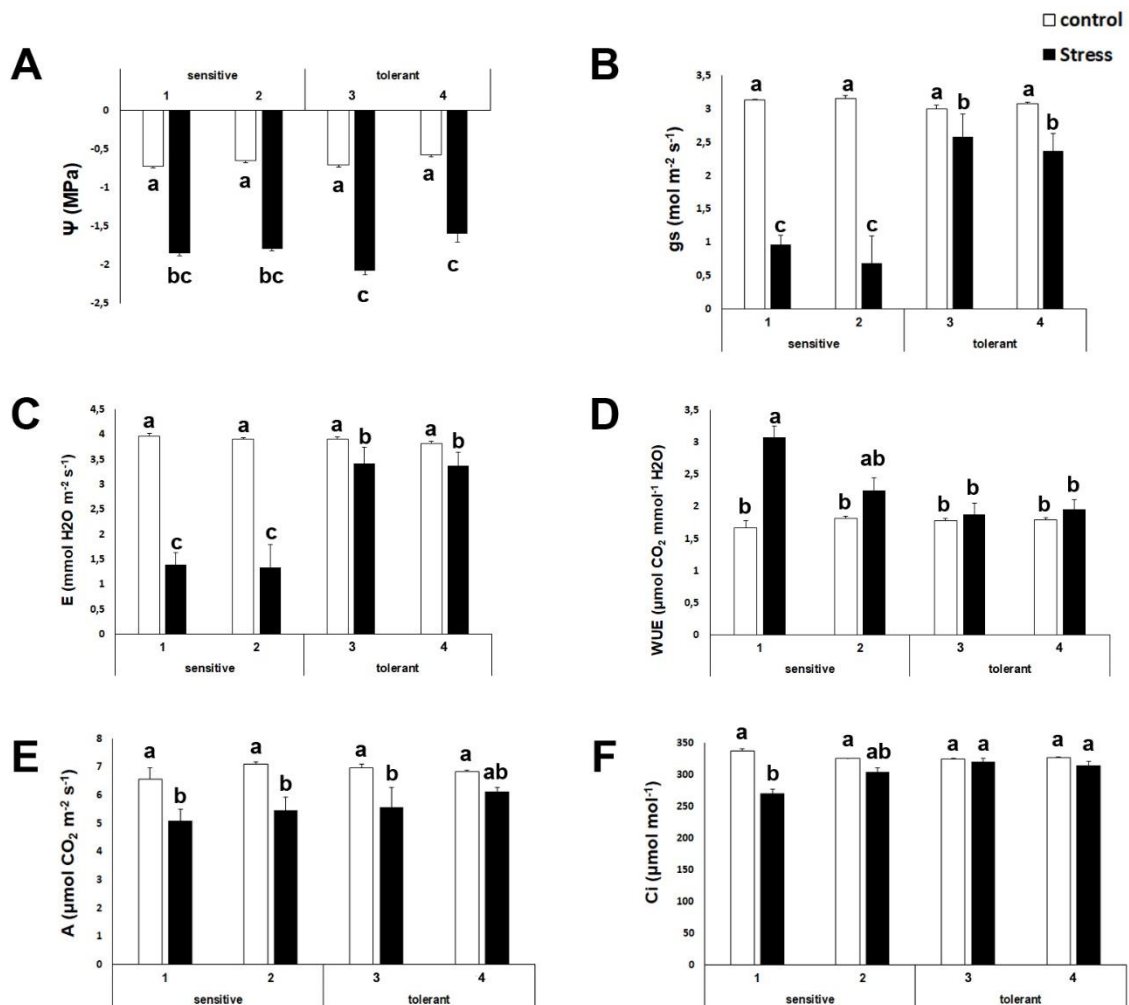 control
Stress
A
sensitive tolerant
1 2 3 4
0
-0,5
-1
-1,5
-2
-2,5
Ψ (MPa)
a a a a
bc bc c c
B
3,5
3
2,5
2
1,5
1
0,5
0
gs (mol m-2 s-1)
a a a b a b
c c
1 2 3 4
sensitive tolerant
C
4,5
4
3,5
3
2,5
2
1,5
1
0,5
0
E (mmol H2O m-2 s-1)
a a a b a b
c c
1 2 3 4
sensitive tolerant
D
3,5
3
2,5
2
1,5
1
0,5
0
WUE (µmol CO2 mmol-1 H2O)
b a b ab b b b b
1 2 3 4
sensitive tolerant
E
8
7
6
5
4
3
2
1
0
A (µmol CO2 m-2 s-1)
a b a b a b a ab
1 2 3 4
sensitive tolerant
F
350
300
250
200
150
100
50
0
Ci (µmol mol-1)
a b a ab a a a a
1 2 3 4
sensitive tolerant